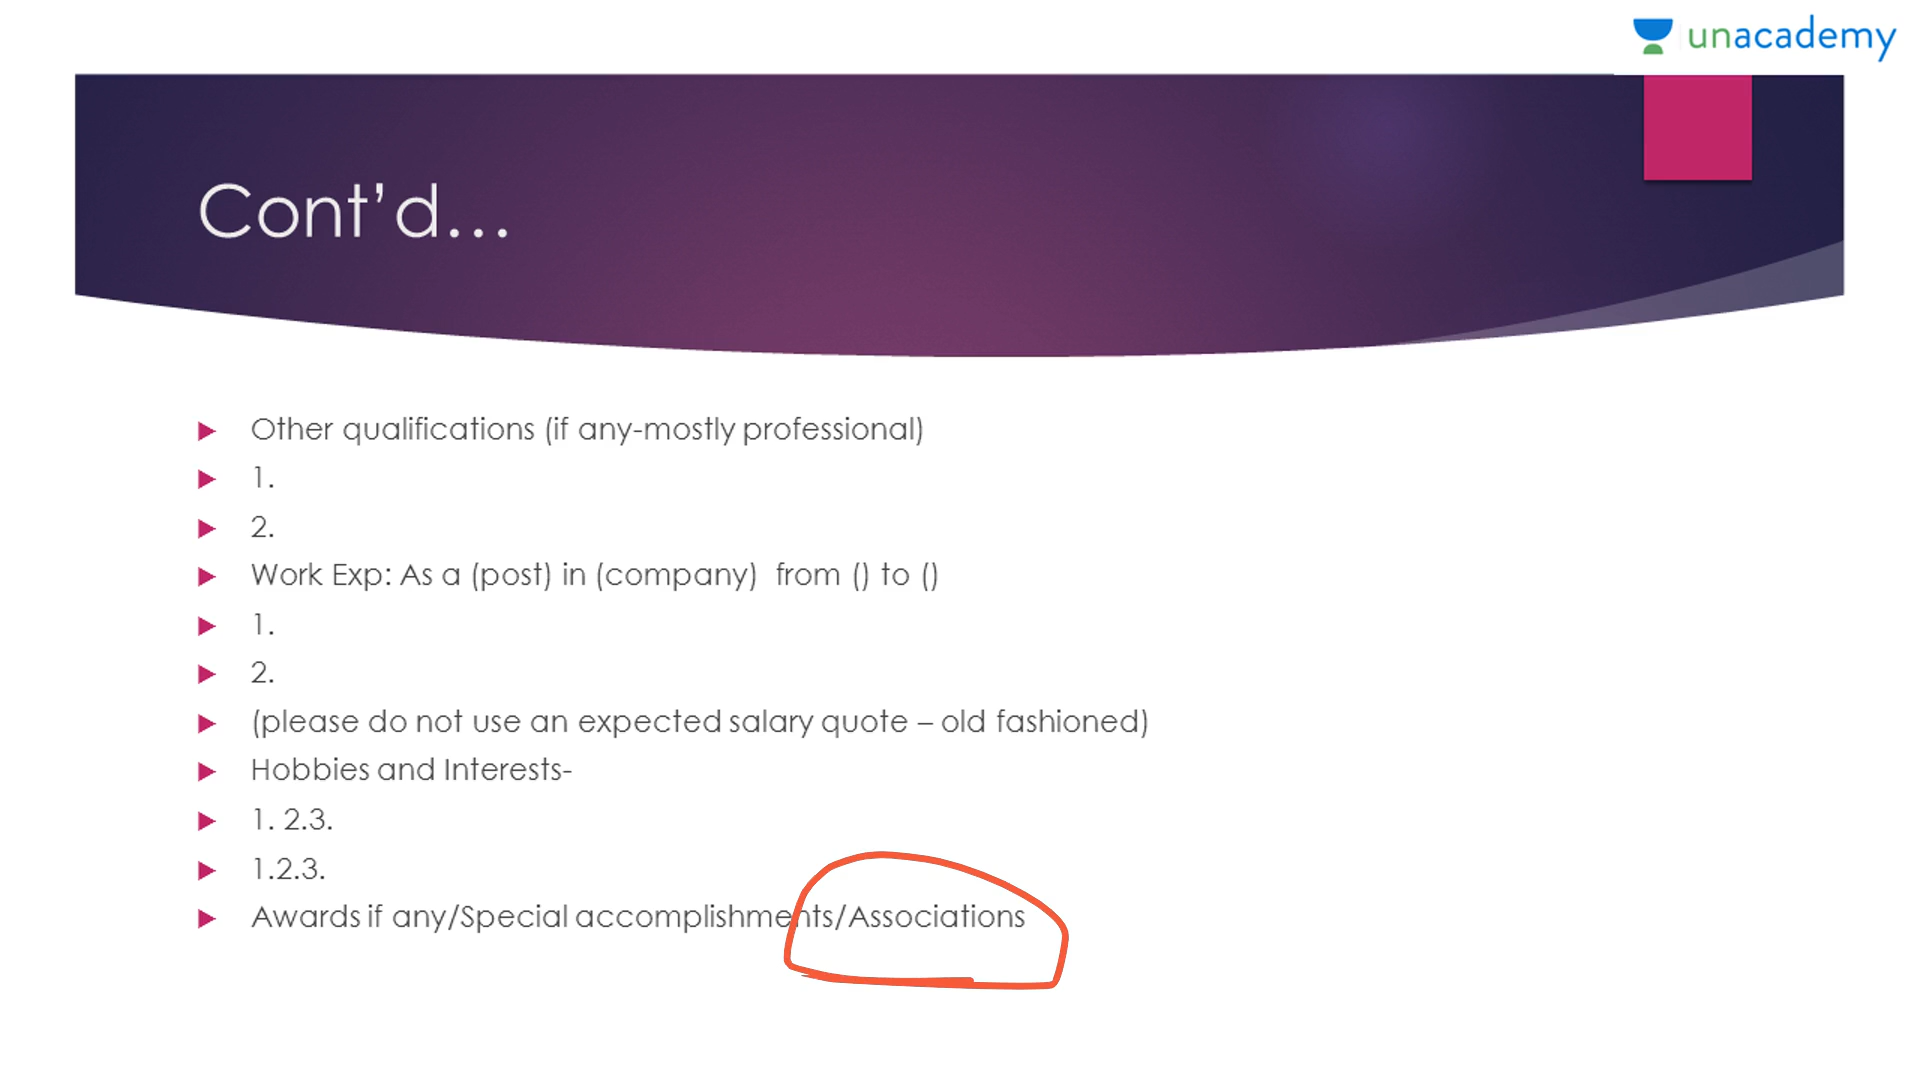 unacademy
Cont’d…
Other qualifications (if any-mostly professional)
1.
2.
Work Exp: As a (post) in (company)  from () to ()
1.
2.
(please do not use an expected salary quote – old fashioned)
Hobbies and Interests-
1. 2.3.
1.2.3.
Awards if any/Special accomplishments/Associations